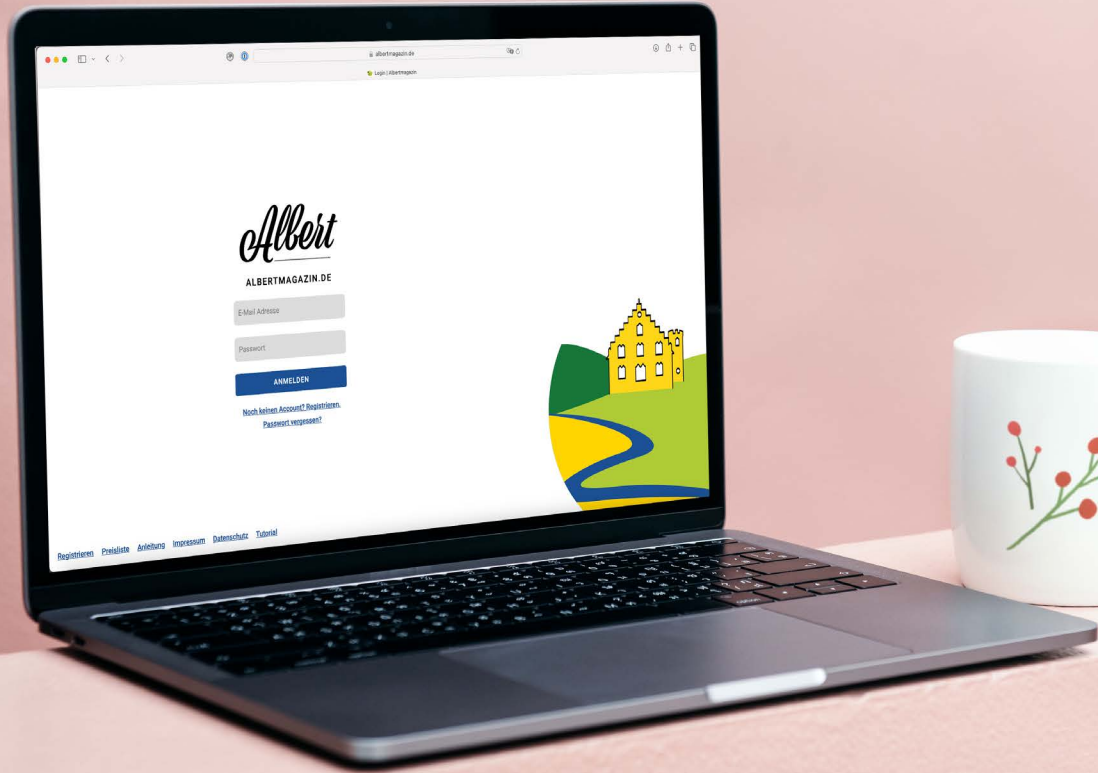 albertmagazin.de
Login | Albertmagazin
Albert
ALBERTMAGAZIN.DE
E-Mail Adresse
Passwort
ANMELDEN
Noch keinen Account? Registrieren.
Passwort vergessen?
Registrieren Preisliste Anleitung Impressum Datenschutz Tutorial